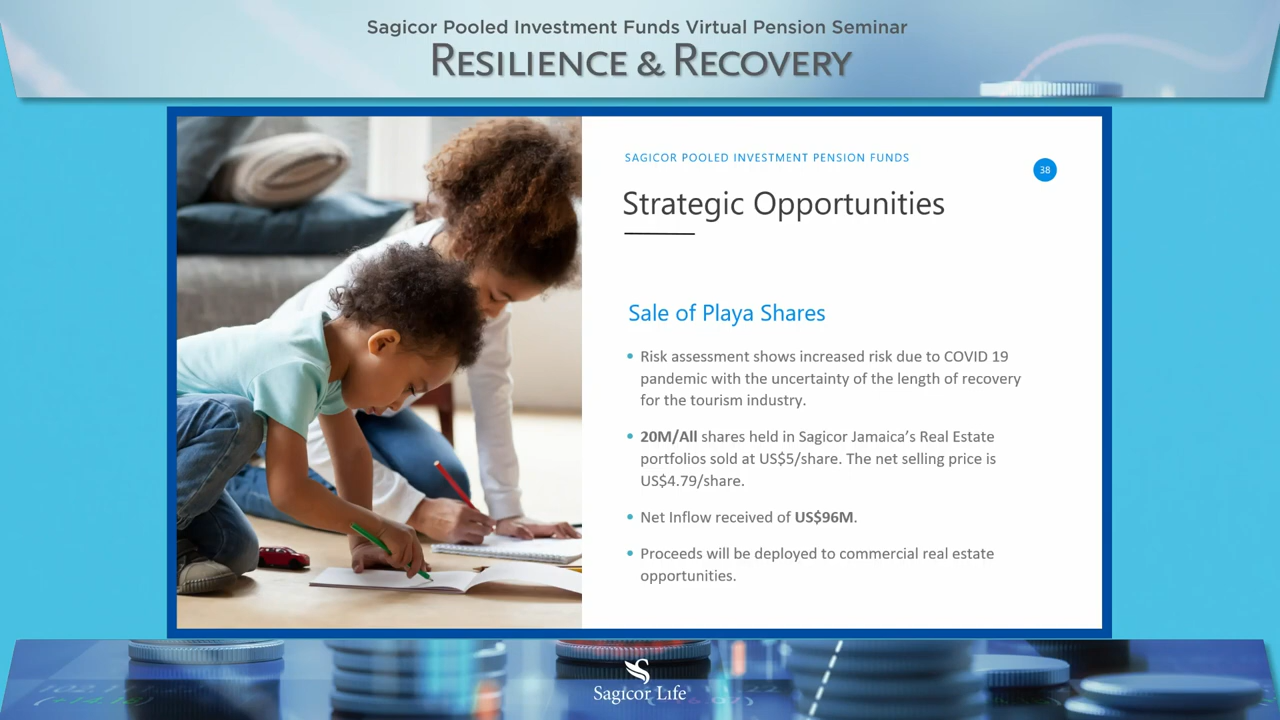 Sagicor Pooled Investment Funds Virtual Pension Seminar
RESILIENCE & RECOVERY
SAGICOR POOLED INVESTMENT PENSION FUNDS
38
Strategic Opportunities
Sale of Playa Shares
• Risk assessment shows increased risk due to COVID 19
pandemic with the uncertainty of the length of recovery
for the tourism industry.
• 20M/All shares held in Sagicor Jamaica’s Real Estate
portfolios sold at US$5/share. The net selling price is
US$4.79/share.
• Net Inflow received of US$96M.
• Proceeds will be deployed to commercial real estate
opportunities.
Sagicor Life